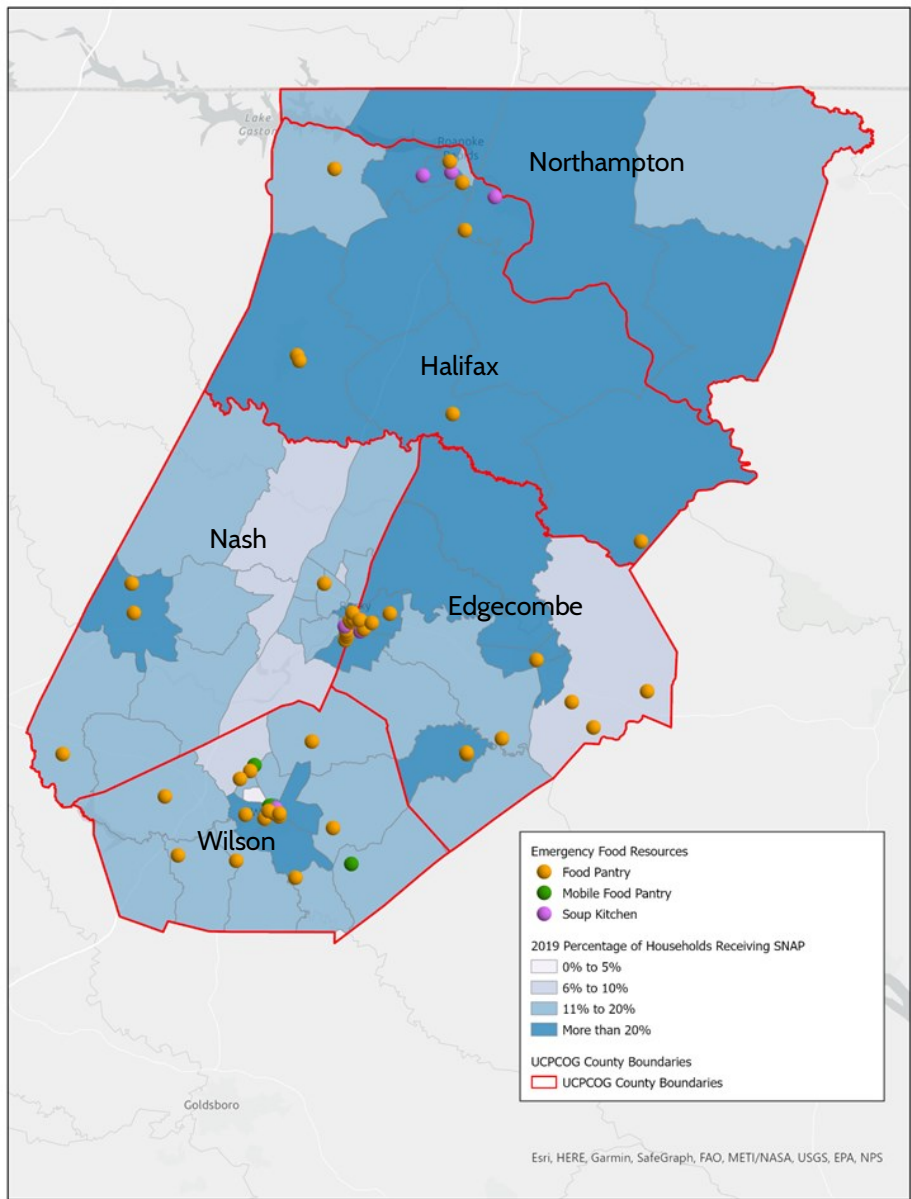 Lake
Gaston
Roanoke
Rapids
Northampton
Halifax
Nash
Edgecombe
Wilson
Emergency Food Resources
Food Pantry
Mobile Food Pantry
Soup Kitchen
2019 Percentage of Households Receiving SNAP
0% to 5%
6% to 10%
11% to 20%
More than 20%
UCPCOG County Boundaries
UCPCOG County Boundaries
Goldsboro
Esri, HERE, Garmin, SafeGraph, FAO, METI/NASA, USGS, EPA, NPS